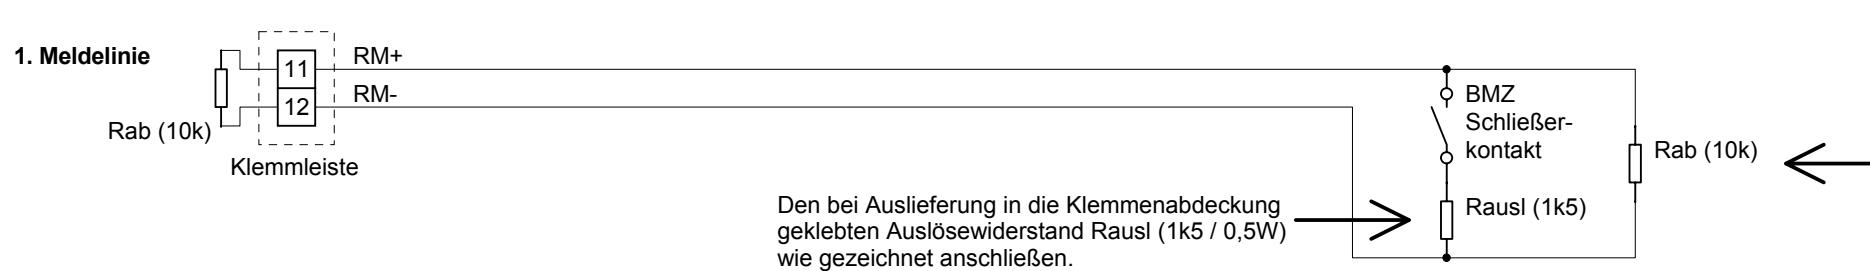 1. Meldelinie
11
RM+
12
RM-
Rab (10k)
Klemmleiste
BMZ
Schließer-
kontakt
Rab (10k)
Rausl (1k5)
Den bei Auslieferung in die Klemmenabdeckung
geklebten Auslösewiderstand Rausl (1k5 / 0,5W)
wie gezeichnet anschließen.